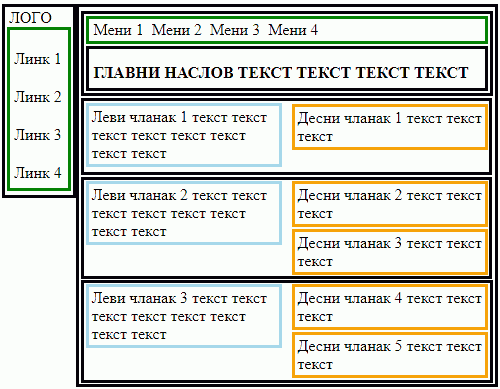 ЛОГО
Линк 1
Линк 2
Линк 3
Линк 4
Мени 1 Мени 2 Мени 3 Мени 4
ГЛАВНИ НАСЛОВ ТЕКСТ ТЕКСТ ТЕКСТ ТЕКСТ
Леви чланак 1 текст текст
текст текст текст текст
текст текст
Десни чланак 1 текст текст
текст
Леви чланак 2 текст текст
текст текст текст текст
текст текст
Десни чланак 2 текст текст
текст
Десни чланак 3 текст текст
текст
Леви чланак 3 текст текст
текст текст текст текст
текст текст
Десни чланак 4 текст текст
текст
Десни чланак 5 текст текст
текст